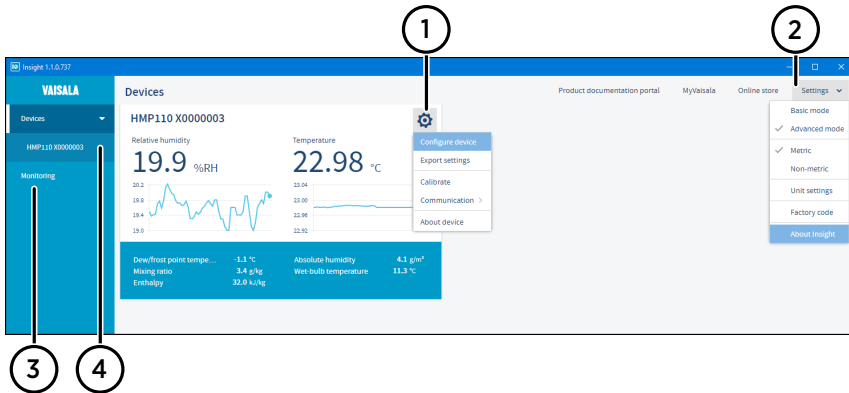 1
2
Insight 1.1.0.737
VAISALA
Devices
Product documentation portal
MyVaisala
Online store
Settings
Devices
HMP110 X0000003
Monitoring
HMP110 X0000003
Relative humidity
19.9 %RH
20.2
19.8
19.4
19.0
Temperature
22.98 °C
23.04
23.00
22.96
22.92
Dew/frost point tempe... -1.1 °C
Mixing ratio 3.4 g/kg
Enthalpy 32.0 kJ/kg
Absolute humidity 4.1 g/m³
Wet-bulb temperature 11.3 °C
Configure device
Export settings
Calibrate
Communication
About device
Basic mode
Advanced mode
Metric
Non-metric
Unit settings
Factory code
About Insight
3
4